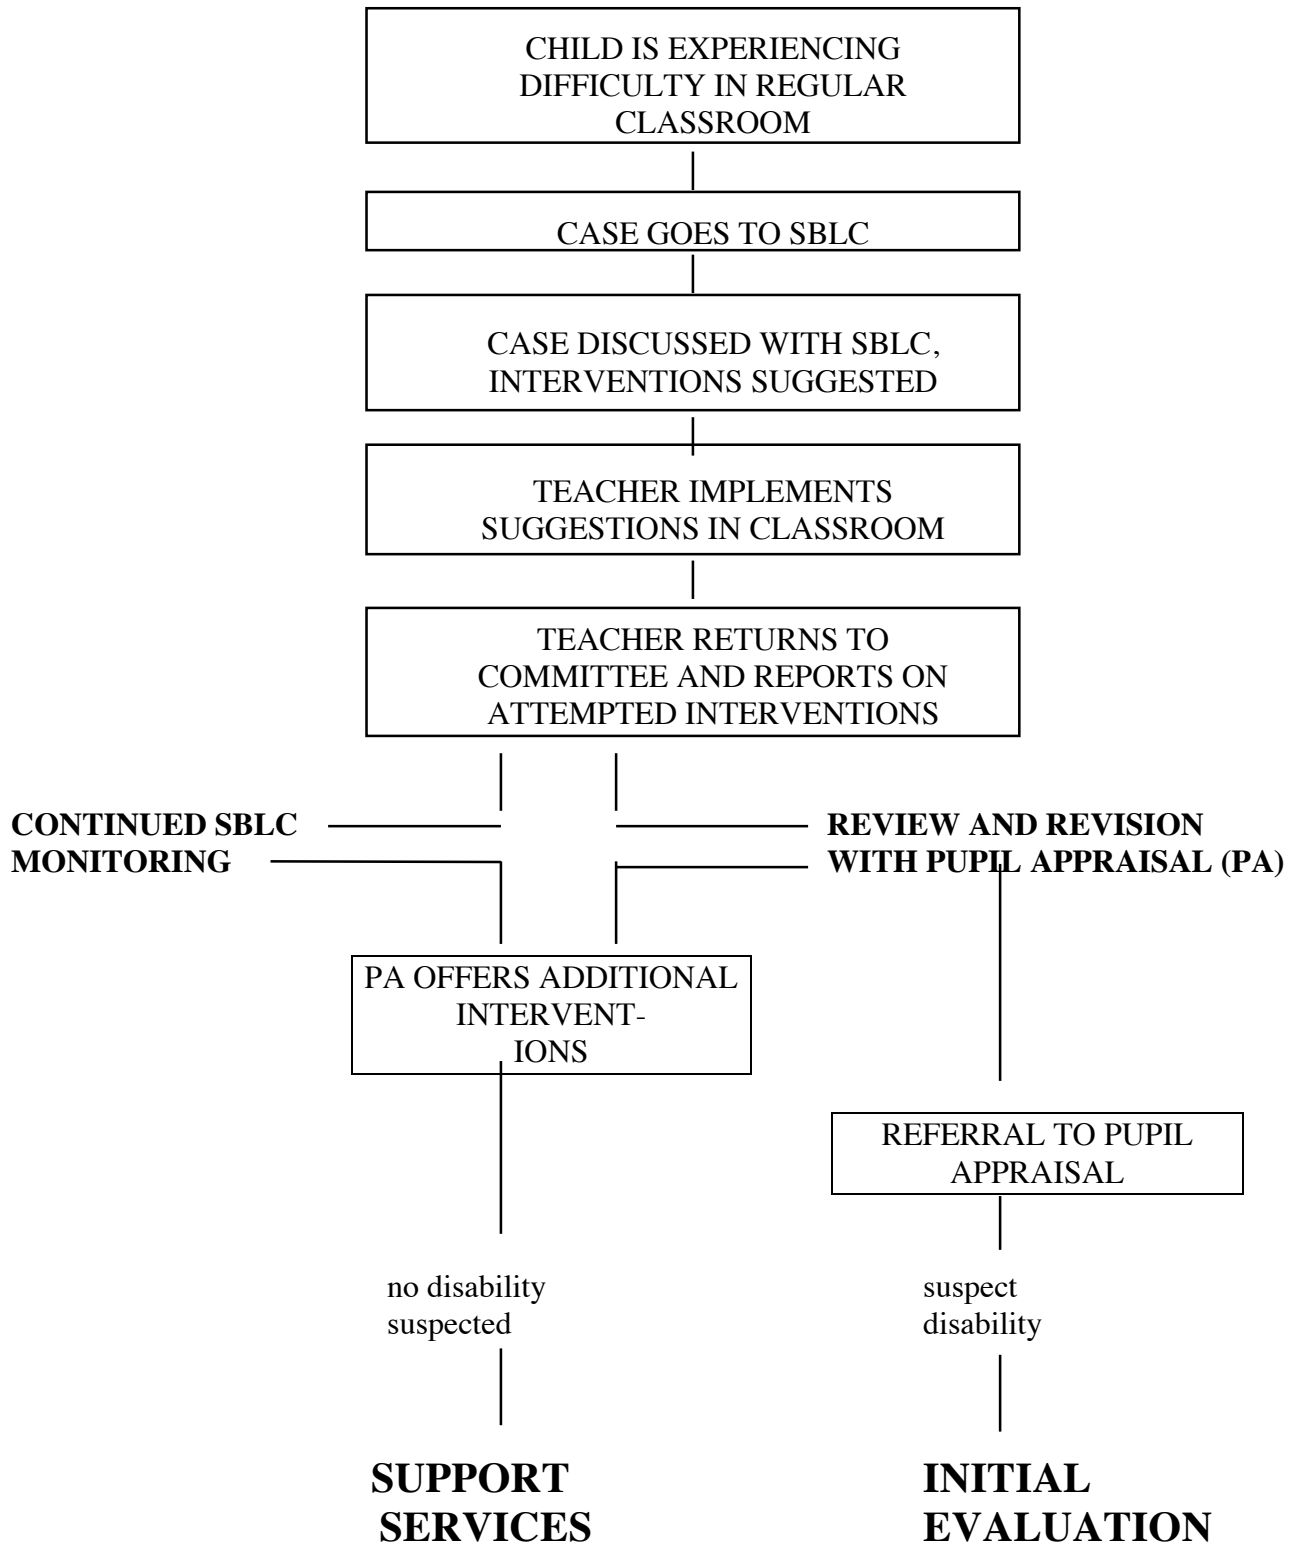 CHILD IS EXPERIENCING
DIFFICULTY IN REGULAR
CLASSROOM
CASE GOES TO SBLC
CASE DISCUSSED WITH SBLC,
INTERVENTIONS SUGGESTED
TEACHER IMPLEMENTS
SUGGESTIONS IN CLASSROOM
TEACHER RETURNS TO
COMMITTEE AND REPORTS ON
ATTEMPTED INTERVENTIONS
CONTINUED SBLC
MONITORING
REVIEW AND REVISION
WITH PUPIL APPRAISAL (PA)
PA OFFERS ADDITIONAL
INTERVENT-
IONS
REFERRAL TO PUPIL
APPRAISAL
no disability
suspected
suspect
disability
SUPPORT
SERVICES
INITIAL
EVALUATION